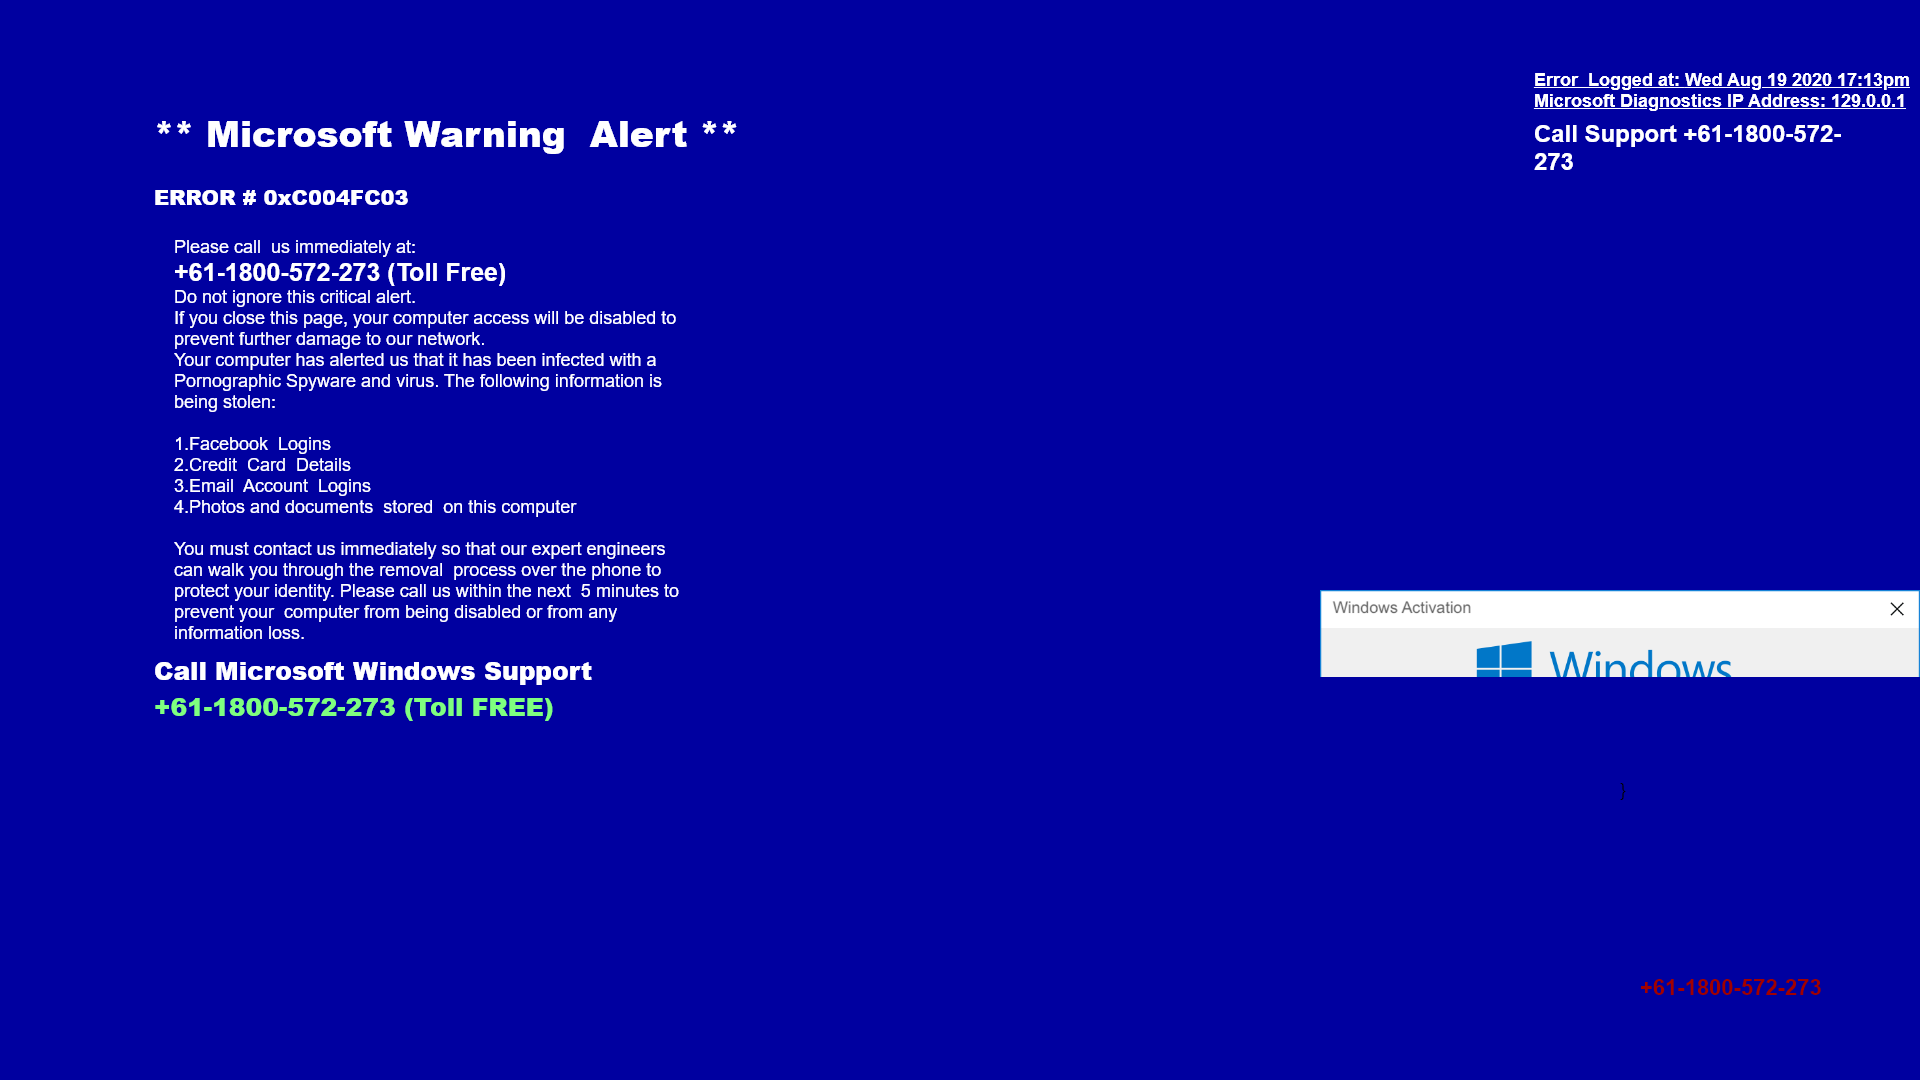 Error  Logged at: Wed Aug 19 2020 17:13pm
Microsoft Diagnostics IP Address: 129.0.0.1
Call Support +61-1800-572-
273
** Microsoft Warning  Alert **
ERROR # 0xC004FC03
Please call  us immediately at:
+61-1800-572-273 (Toll Free)
Do not ignore this critical alert.
If you close this page, your computer access will be disabled to
prevent further damage to our network.
Your computer has alerted us that it has been infected with a
Pornographic Spyware and virus. The following information is
being stolen:
1.Facebook  Logins
2.Credit  Card  Details
3.Email  Account  Logins
4.Photos and documents  stored  on this computer
You must contact us immediately so that our expert engineers
can walk you through the removal  process over the phone to
protect your identity. Please call us within the next  5 minutes to
prevent your  computer from being disabled or from any
information loss.
Call Microsoft Windows Support
+61-1800-572-273 (Toll FREE)
Windows Activation
Windows
}
+61-1800-572-273